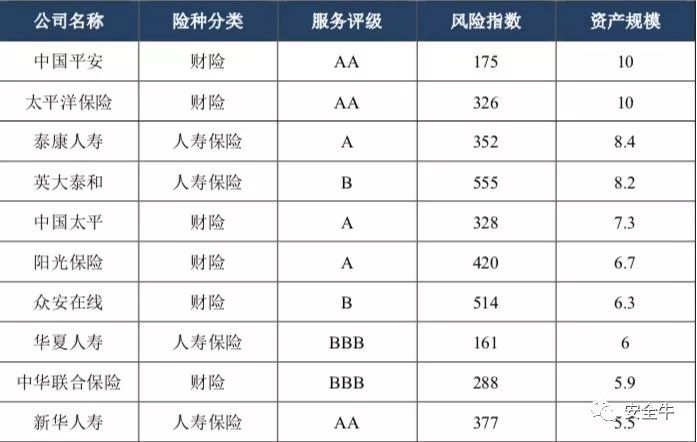 公司名称 险种分类 服务评级 风险指数 资产规模
中国平安 财险 AA 175 10
太平洋保险 财险 AA 326 10
泰康人寿 人寿保险 A 352 8.4
英大泰和 人寿保险 B 555 8.2
中国太平 财险 A 328 7.3
阳光保险 财险 A 420 6.7
众安在线 财险 B 514 6.3
华夏人寿 人寿保险 BBB 161 6
中华联合保险 财险 BBB 288 5.9
新华人寿 人寿保险 AA 377 5.5
安全牛